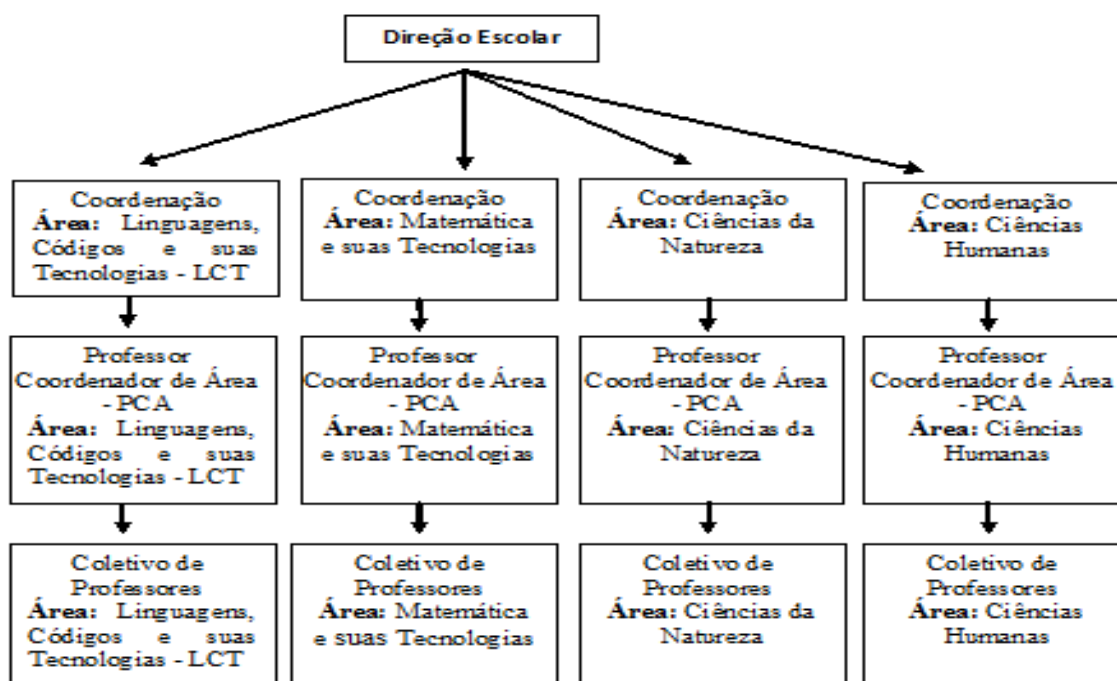 Direção Escolar
Coordenação
Área: Linguagens,
Códigos e suas
Tecnologias - LCT
Coordenação
Área: Matemática
e suas Tecnologias
Coordenação
Área: Ciências da
Natureza
Coordenação
Área: Ciências
Humanas
Professor
Coordenador de Área
- PCA
Área: Linguagens,
Códigos e suas
Tecnologias - LCT
Professor
Coordenador de Área
- PCA
Área: Matemática
e suas Tecnologias
Professor
Coordenador de Área
- PCA
Área: Ciências da
Natureza
Professor
Coordenador de Área
- PCA
Área: Ciências
Humanas
Coletivo de
Professores
Área: Linguagens,
Códigos e suas
Tecnologias - LCT
Coletivo de
Professores
Área: Matemática
e suas Tecnologias
Coletivo de
Professores
Área: Ciências da
Natureza
Coletivo de
Professores
Área: Ciências
Humanas